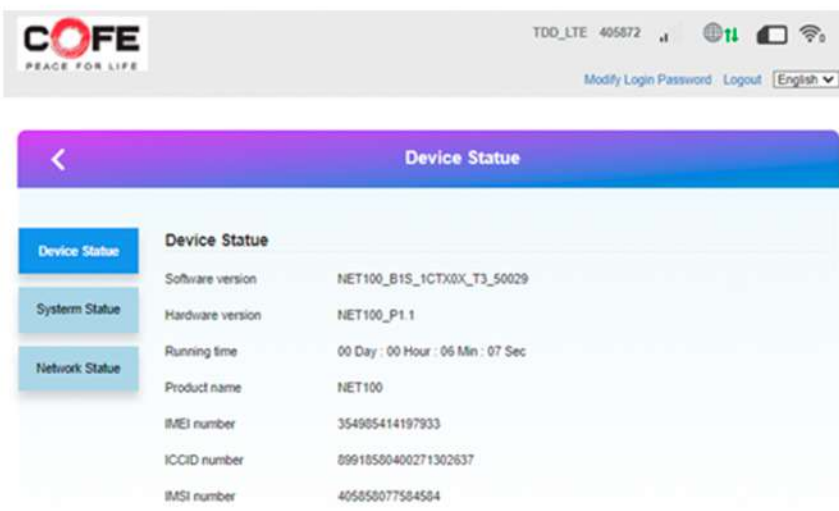 COFE
PEACE FOR LIFE
TDD_LTE 405872
Modify Login Password Logout English
Device Statue
Device Statue
Systerm Statue
Network Statue
Device Statue
Software version NET100_B1S_1CTX0X_T3_50029
Hardware version NET100_P1.1
Running time 00 Day : 00 Hour : 06 Min : 07 Sec
Product name NET100
IMEI number 354985414197933
ICCID number 89918580400271302637
IMSI number 405858077584584